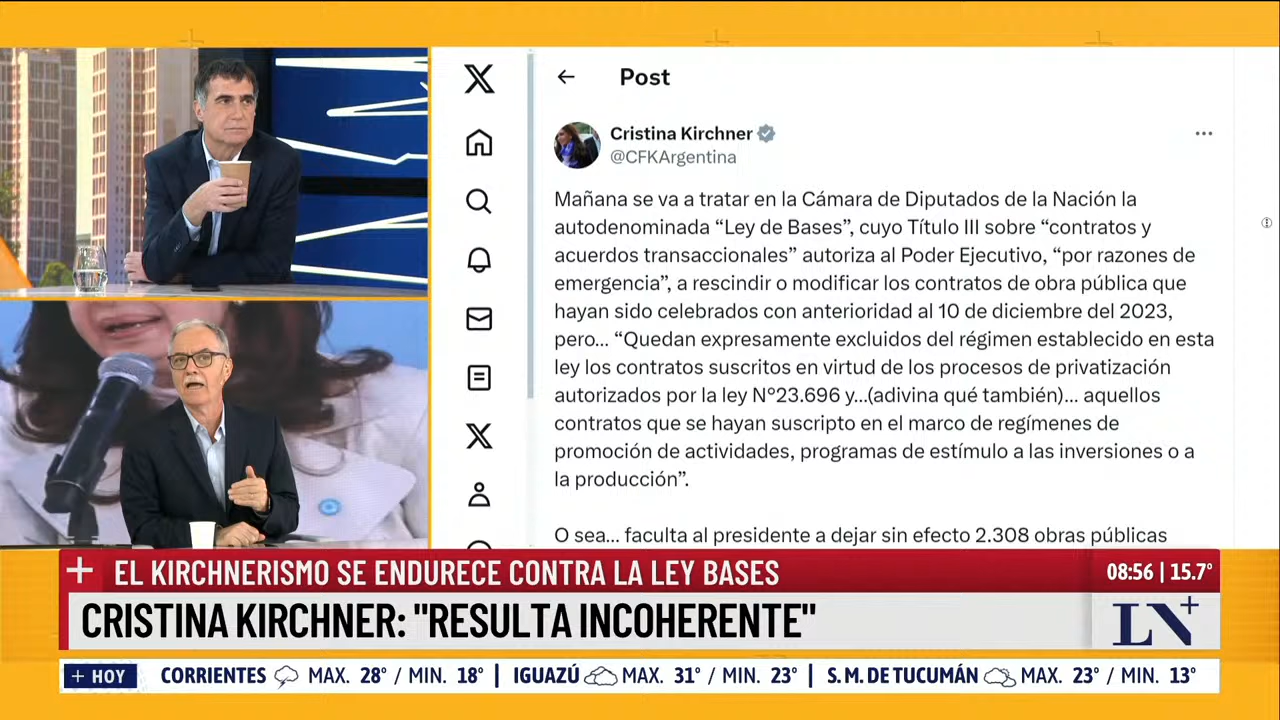 Post
Cristina Kirchner
@CFKArgentina
Mañana se va a tratar en la Cámara de Diputados de la Nación la
autodenominada “Ley de Bases”, cuyo Título III sobre “contratos y
acuerdos transaccionales” autoriza al Poder Ejecutivo, “por razones de
emergencia”, a rescindir o modificar los contratos de obra pública que
hayan sido celebrados con anterioridad al 10 de diciembre del 2023,
pero... “Quedan expresamente excluidos del régimen establecido en esta
ley los contratos suscritos en virtud de los procesos de privatización
autorizados por la ley N°23.696 y...(adivina qué también)... aquellos
contratos que se hayan suscripto en el marco de regímenes de
promoción de actividades, programas de estímulo a las inversiones o a
la producción”.
O sea... faculta al presidente a dejar sin efecto 2.308 obras públicas
+ EL KIRCHNERISMO SE ENDURECE CONTRA LA LEY BASES
08:56 | 15.7°
CRISTINA KIRCHNER: "RESULTA INCOHERENTE"
LN+
+ HOY
CORRIENTES MAX. 28° / MIN. 18° | IGUAZÚ MAX. 31° / MIN. 23° | S. M. DE TUCUMÁN MAX. 23° / MIN. 13°